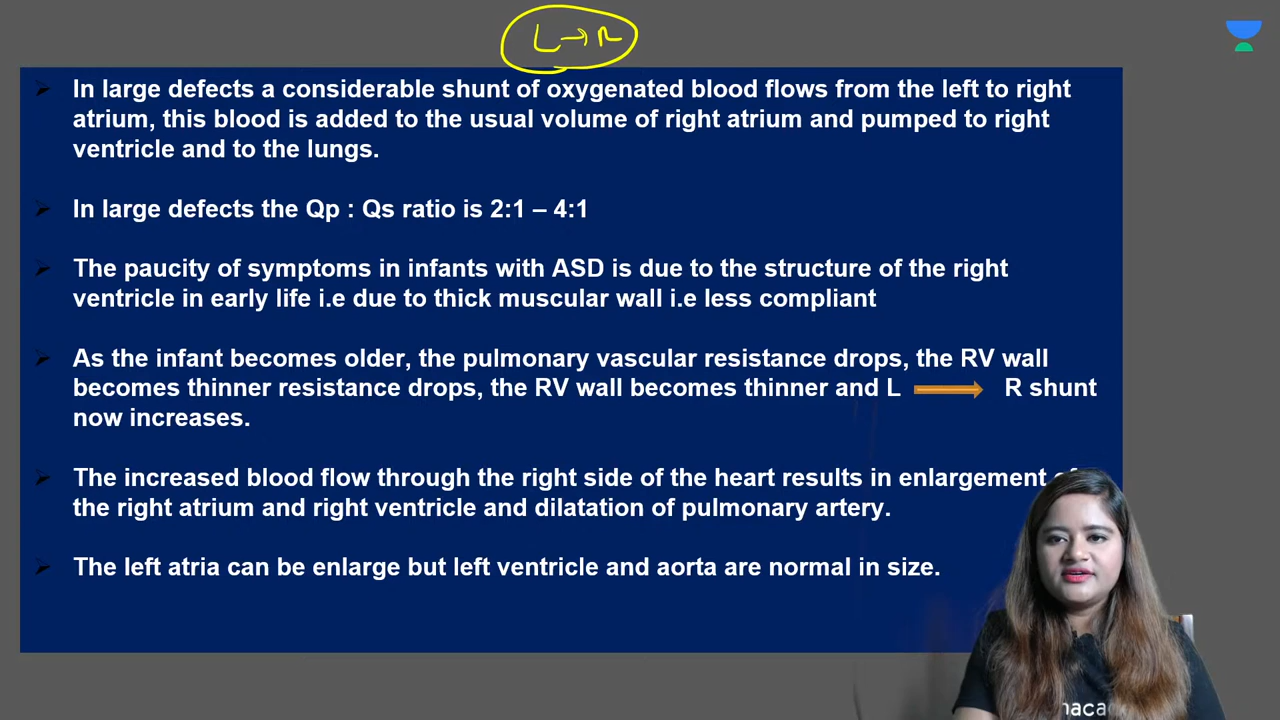 L→R
In large defects a considerable shunt of oxygenated blood flows from the left to right
atrium, this blood is added to the usual volume of right atrium and pumped to right
ventricle and to the lungs.
In large defects the Qp : Qs ratio is 2:1 – 4:1
The paucity of symptoms in infants with ASD is due to the structure of the right
ventricle in early life i.e due to thick muscular wall i.e less compliant
As the infant becomes older, the pulmonary vascular resistance drops, the RV wall
becomes thinner resistance drops, the RV wall becomes thinner and L R shunt
now increases.
The increased blood flow through the right side of the heart results in enlargement of
the right atrium and right ventricle and dilatation of pulmonary artery.
The left atria can be enlarge but left ventricle and aorta are normal in size.